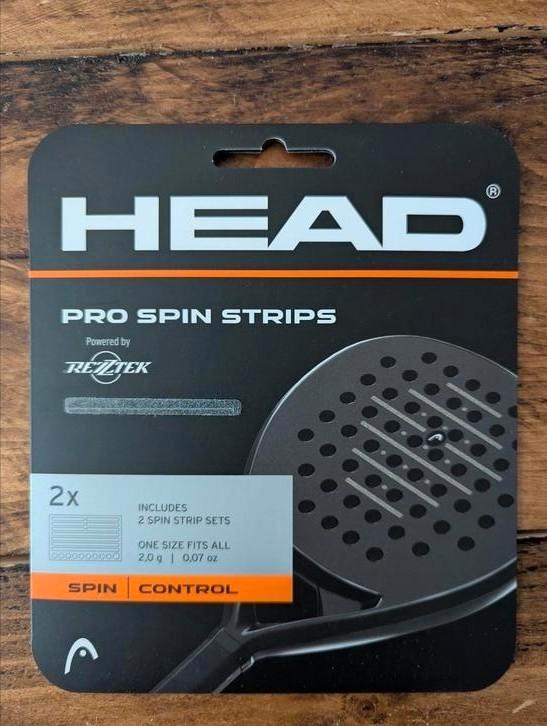 HEAD®
PRO SPIN STRIPS
Powered by
REZZTEK
2x
INCLUDES
2 SPIN STRIP SETS
ONE SIZE FITS ALL
2,0 g | 0,07 oz
SPIN | CONTROL